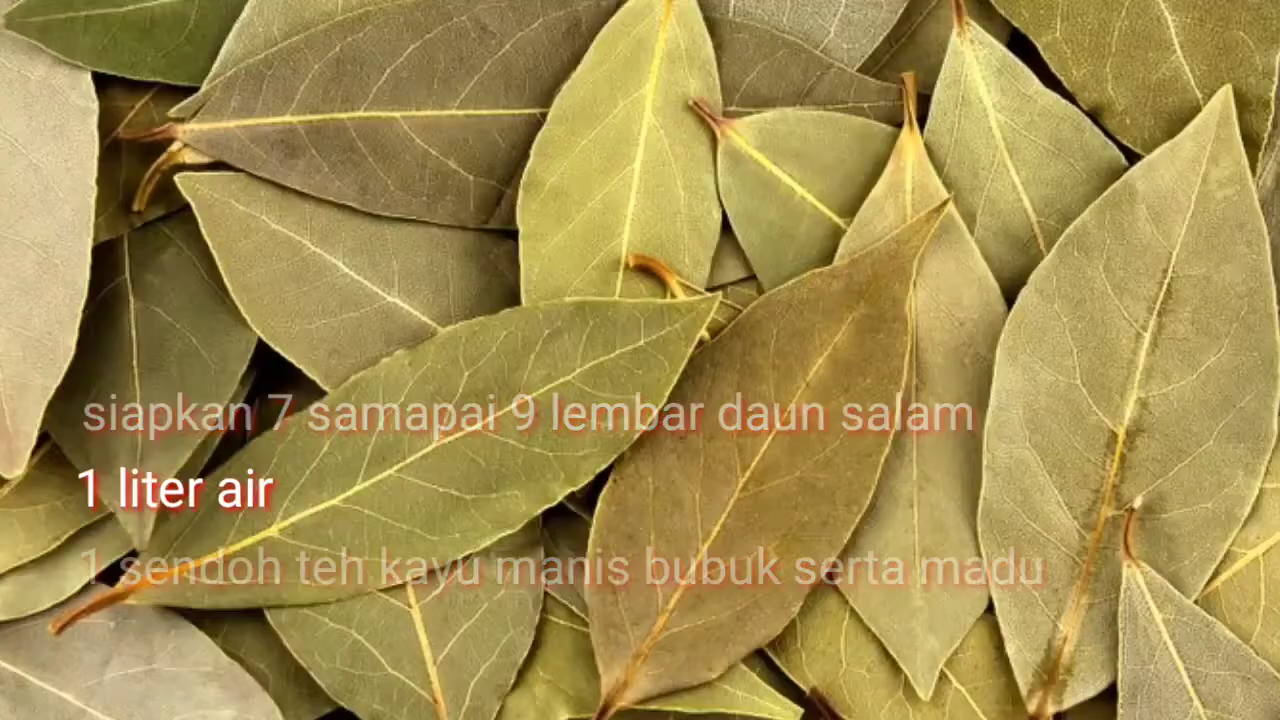 siapkan 7 samapai 9 lembar daun salam
1 liter air
1 sendoh teh kayu manis bubuk serta madu